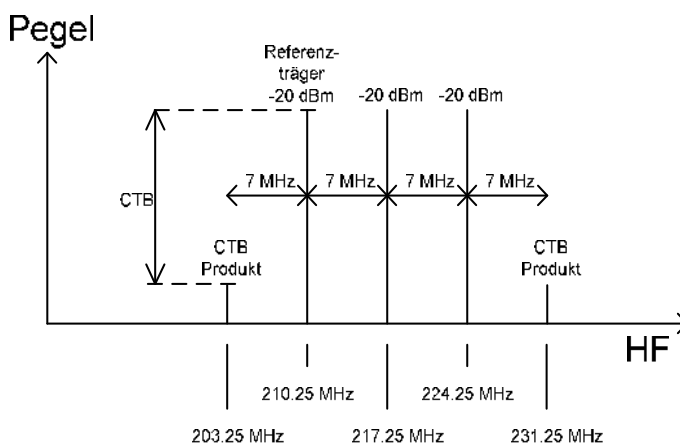 Pegel
Referenz-
träger
-20 dBm
-20 dBm
-20 dBm
7 MHz
7 MHz
7 MHz
7 MHz
CTB
CTB
Produkt
CTB
Produkt
HF
210.25 MHz
224.25 MHz
203.25 MHz
217.25 MHz
231.25 MHz